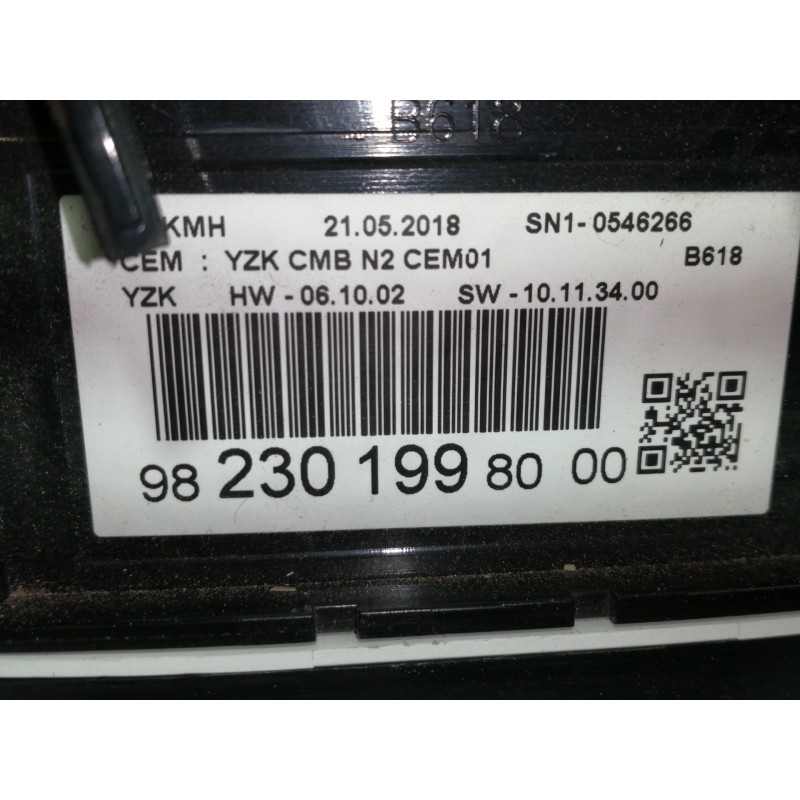 B618
KMH 21.05.2018 SN1-0546266
CEM : YZK CMB N2 CEM01 B618
YZK HW-06.10.02 SW-10.11.34.00
98 230 199 80 00